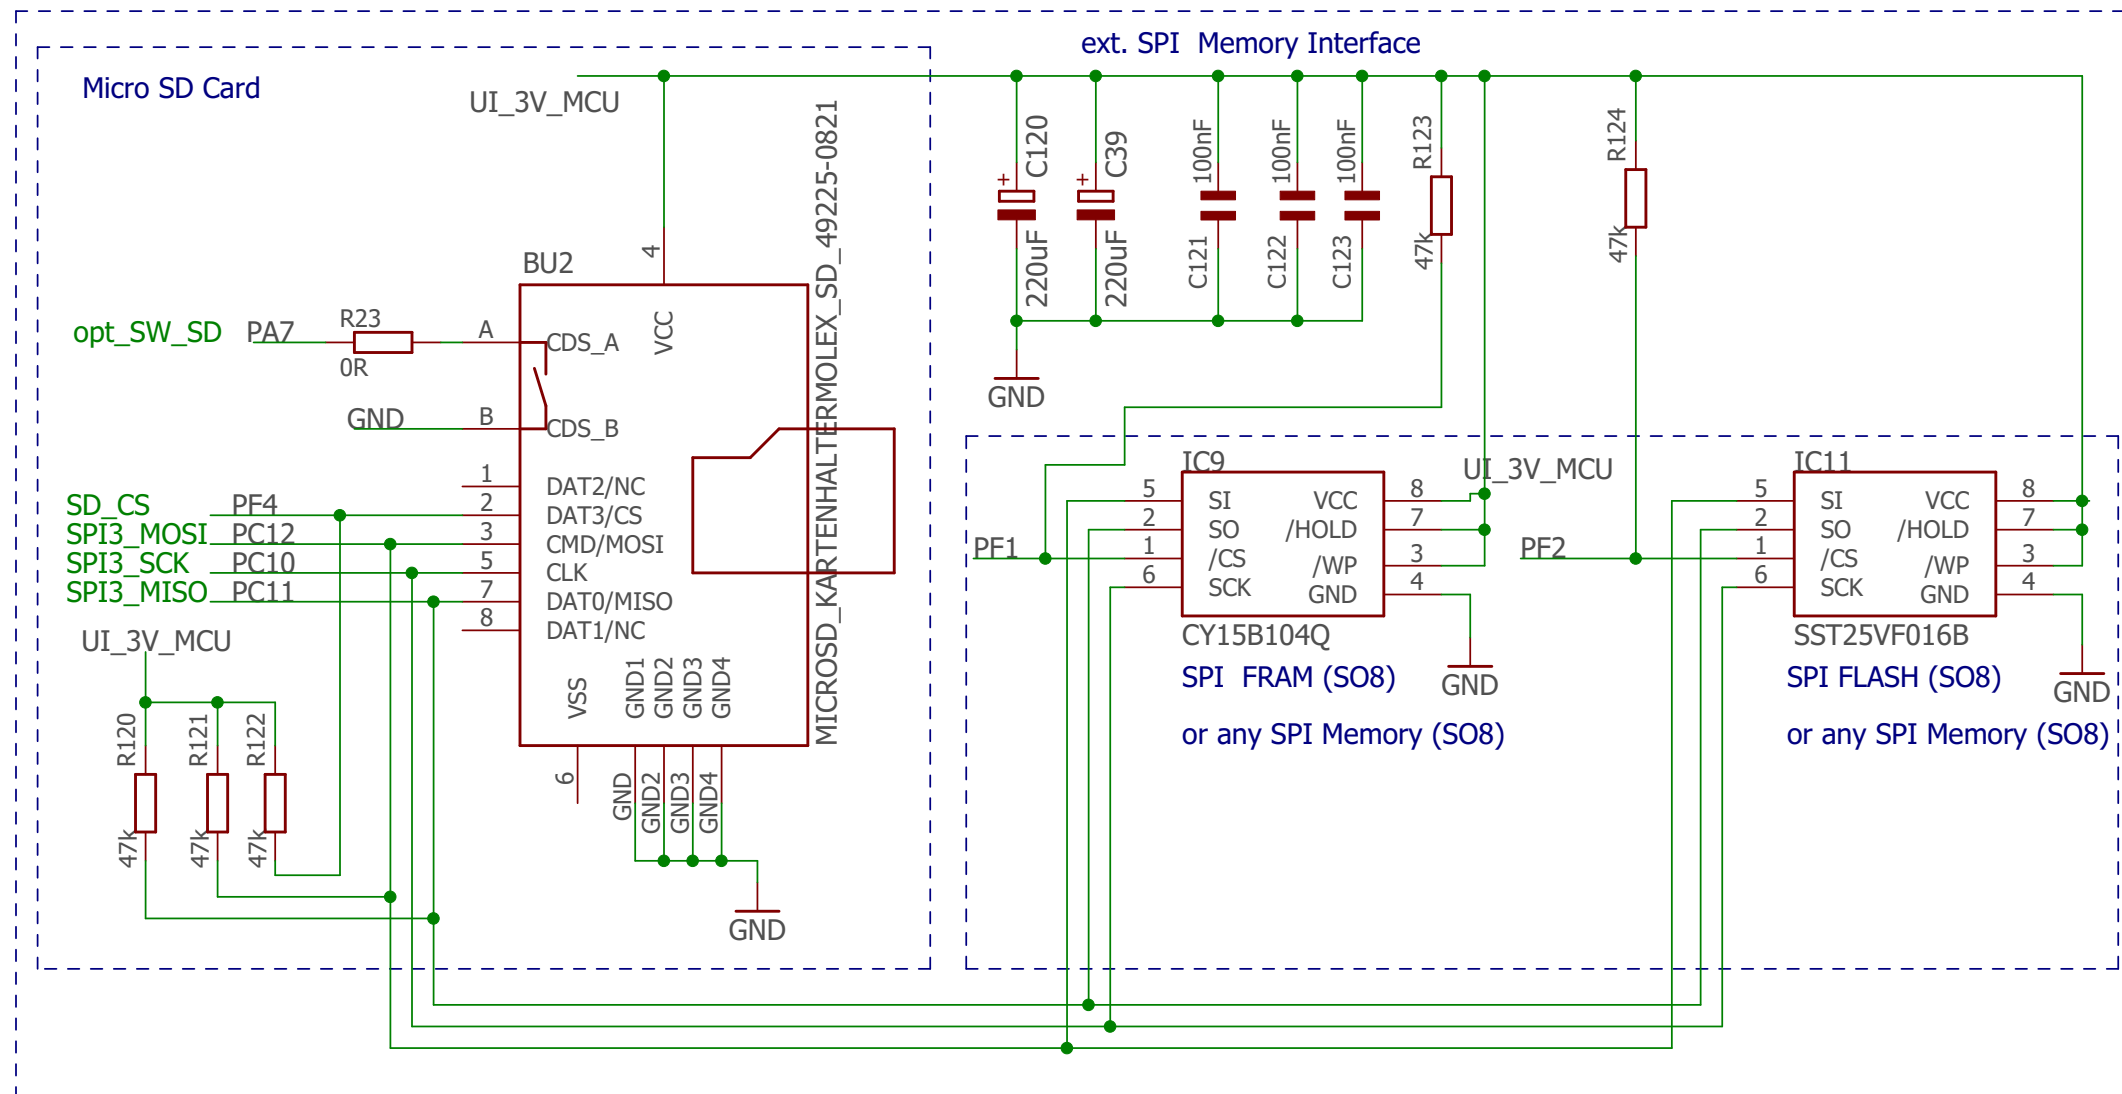 ext. SPI Memory Interface
Micro SD Card
UI_3V_MCU
BU2
4
VCC
MICROSD_KARTENHALTERMOLEX_SD_49225-0821
opt_SW_SD PA7
R23
0R
A
CDS_A
GND
B
CDS_B
1
DAT2/NC
SD_CS PF4
2
DAT3/CS
SPI3_MOSI PC12
3
CMD/MOSI
SPI3_SCK PC10
5
CLK
SPI3_MISO PC11
7
DAT0/MISO
8
DAT1/NC
VSS
GND1
GND2
GND3
GND4
6
GND
GND2
GND3
GND4
GND
UI_3V_MCU
R120
47k
R121
47k
R122
47k
+
C120
220uF
+
C39
220uF
100nF
C121
100nF
C122
100nF
C123
GND
R123
47k
R124
47k
IC9
5 SI VCC 8
2 SO /HOLD 7
PF1 1 /CS /WP 3
6 SCK GND 4
CY15B104Q
SPI FRAM (SO8)
or any SPI Memory (SO8)
GND
UI_3V_MCU
IC11
5 SI VCC 8
2 SO /HOLD 7
PF2 1 /CS /WP 3
6 SCK GND 4
SST25VF016B
SPI FLASH (SO8)
or any SPI Memory (SO8)
GND